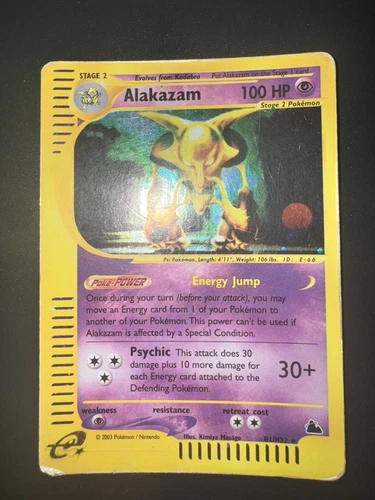 STAGE 2 Evolves from Kadabra Put Alakazam on the Stage 1 card
Alakazam 100 HP
Stage 2 Pokémon
Psi Pokémon, Length: 4'11", Weight: 106 lbs. ID: E-66
Poké-POWER Energy Jump
Once during your turn (before your attack), you may
move an Energy card from 1 of your Pokémon to
another of your Pokémon. This power can't be used if
Alakazam is affected by a Special Condition.
Psychic This attack does 30
damage plus 10 more damage for
each Energy card attached to the
Defending Pokémon.
30+
weakness resistance retreat cost
© 2003 Pokémon / Nintendo Illus. Kimiya Masago H1/H32
e